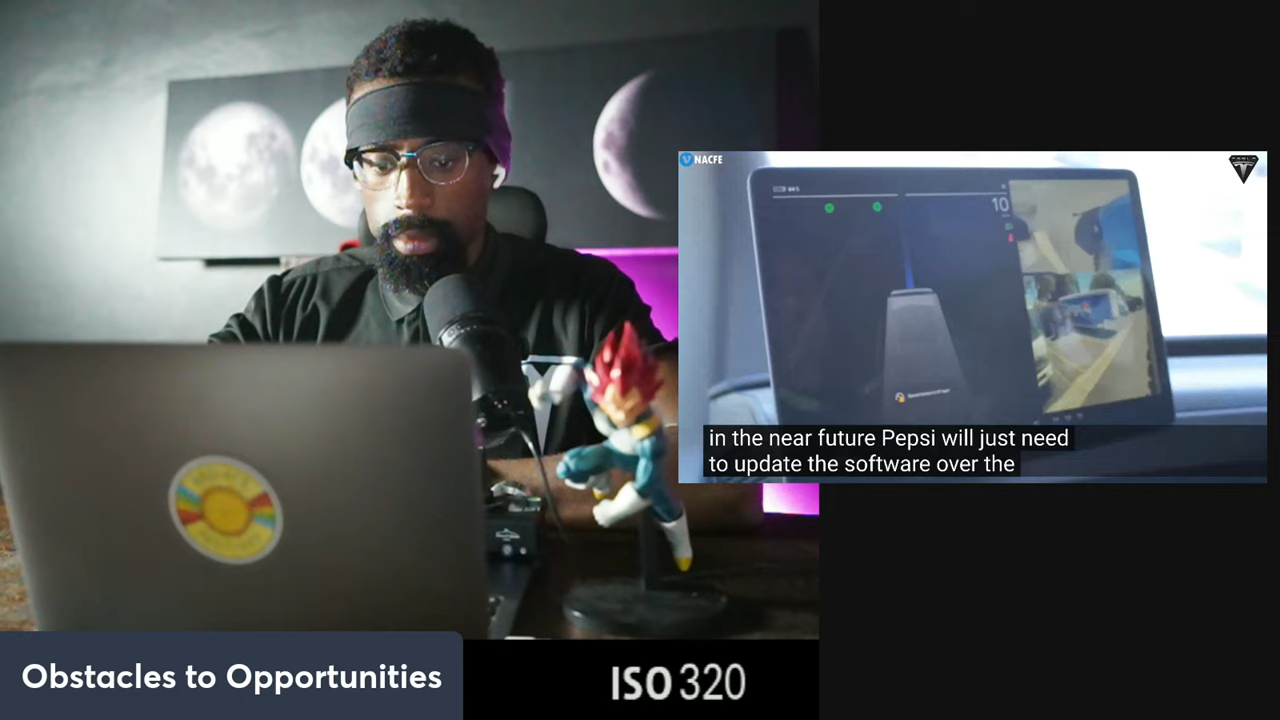 NACFE
TESLA
10
in the near future Pepsi will just need
to update the software over the
Obstacles to Opportunities
ISO 320